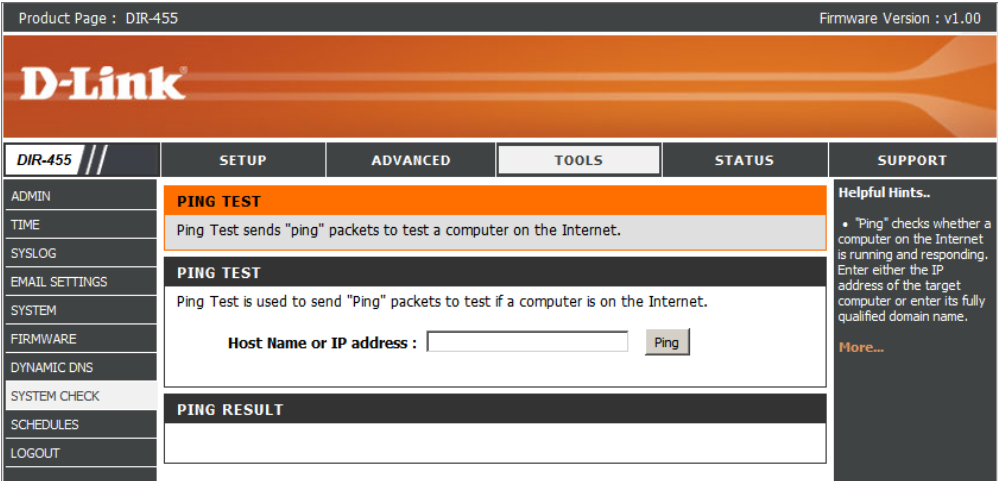 Product Page : DIR-455
Firmware Version : v1.00
D-Link®
DIR-455
SETUP
ADVANCED
TOOLS
STATUS
SUPPORT
ADMIN
TIME
SYSLOG
EMAIL SETTINGS
SYSTEM
FIRMWARE
DYNAMIC DNS
SYSTEM CHECK
SCHEDULES
LOGOUT
PING TEST
Ping Test sends "ping" packets to test a computer on the Internet.
PING TEST
Ping Test is used to send "Ping" packets to test if a computer is on the Internet.
Host Name or IP address :
Ping
PING RESULT
Helpful Hints..
• "Ping" checks whether a
computer on the Internet
is running and responding.
Enter either the IP
address of the target
computer or enter its fully
qualified domain name.
More...